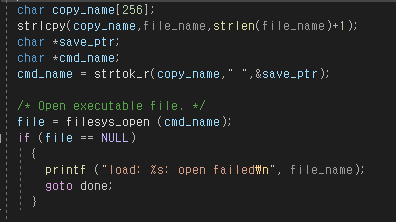 char copy_name[256];
strlcpy(copy_name,file_name,strlen(file_name)+1);
char *save_ptr;
char *cmd_name;
cmd_name = strtok_r(copy_name," ",&save_ptr);
/* Open executable file. */
file = filesys_open (cmd_name);
if (file == NULL)
{
printf ("load: %s: open failed₩n", file_name);
goto done;
}